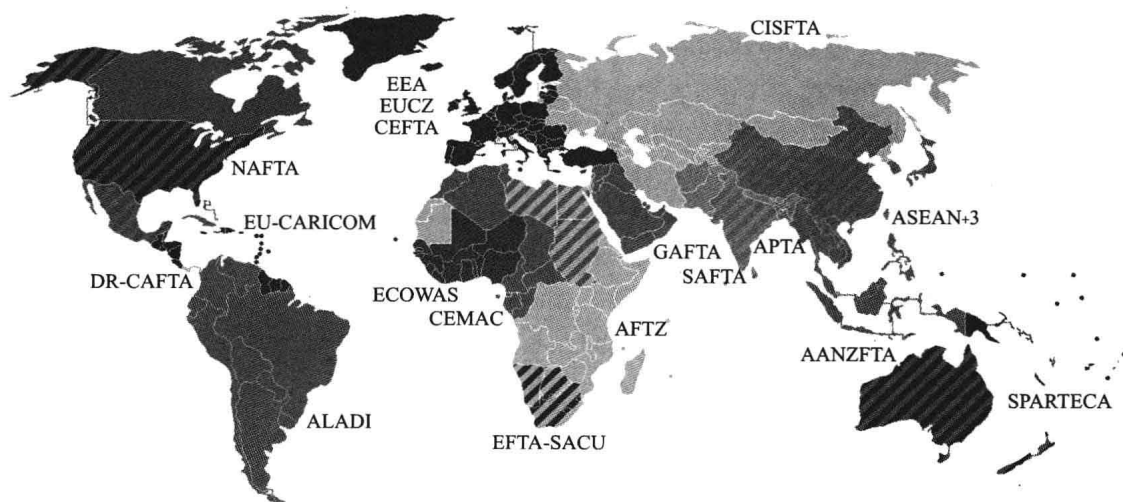 CISFTA
EEA
EUCZ
CEFTA
NAFTA
EU-CARICOM
ASEAN+3
GAFTA
APTA
SAFTA
DR-CAFTA
ECOWAS
CEMAC
AFTZ
AANZFTA
SPARTECA
ALADI
EFTA-SACU